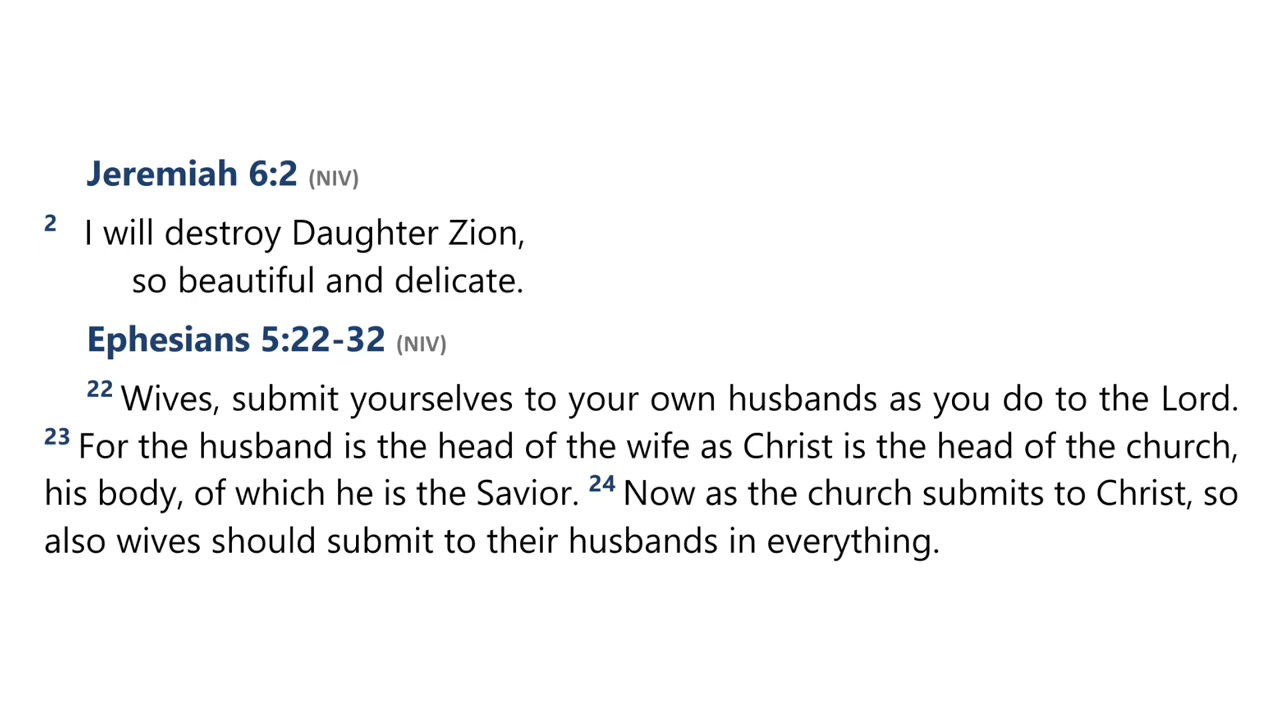 Jeremiah 6:2 (NIV)
2 I will destroy Daughter Zion,
so beautiful and delicate.
Ephesians 5:22-32 (NIV)
22 Wives, submit yourselves to your own husbands as you do to the Lord.
23 For the husband is the head of the wife as Christ is the head of the church,
his body, of which he is the Savior. 24 Now as the church submits to Christ, so
also wives should submit to their husbands in everything.